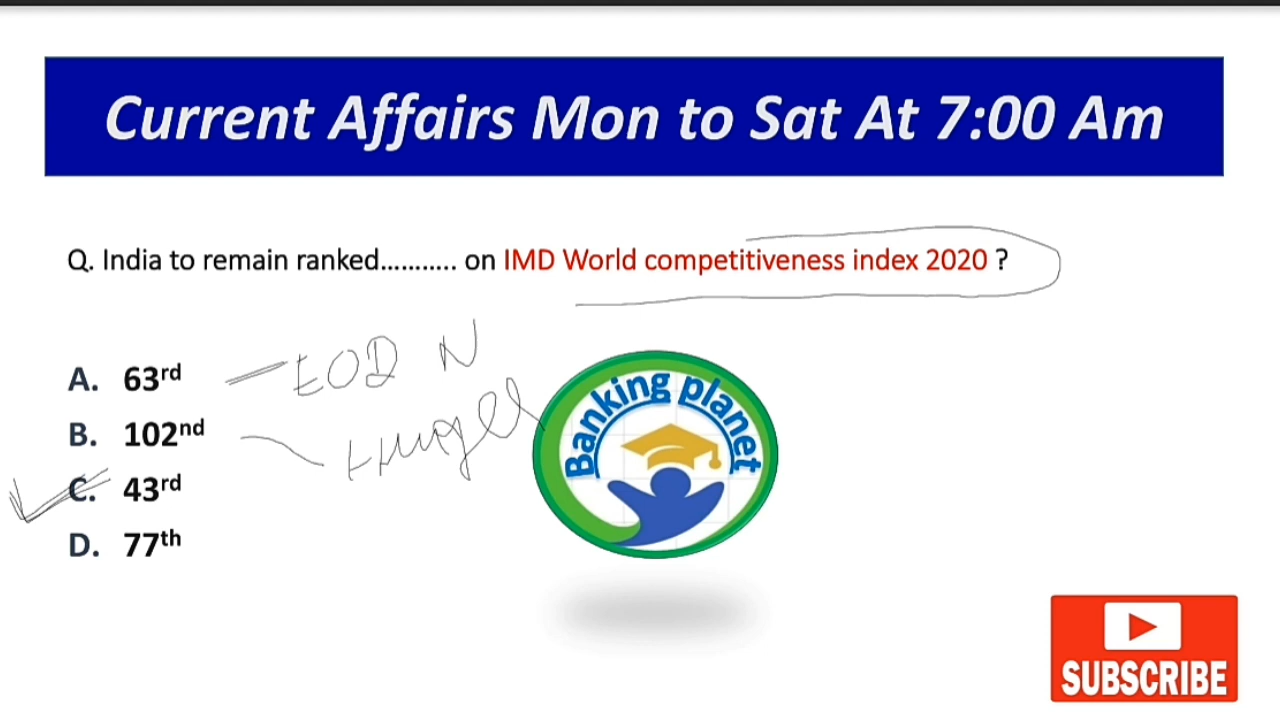 Current Affairs Mon to Sat At 7:00 Am
Q. India to remain ranked........... on IMD World competitiveness index 2020 ?
A. 63rd
EOD N
B. 102nd
Hunger
C. 43rd
D. 77th
Banking planet
SUBSCRIBE